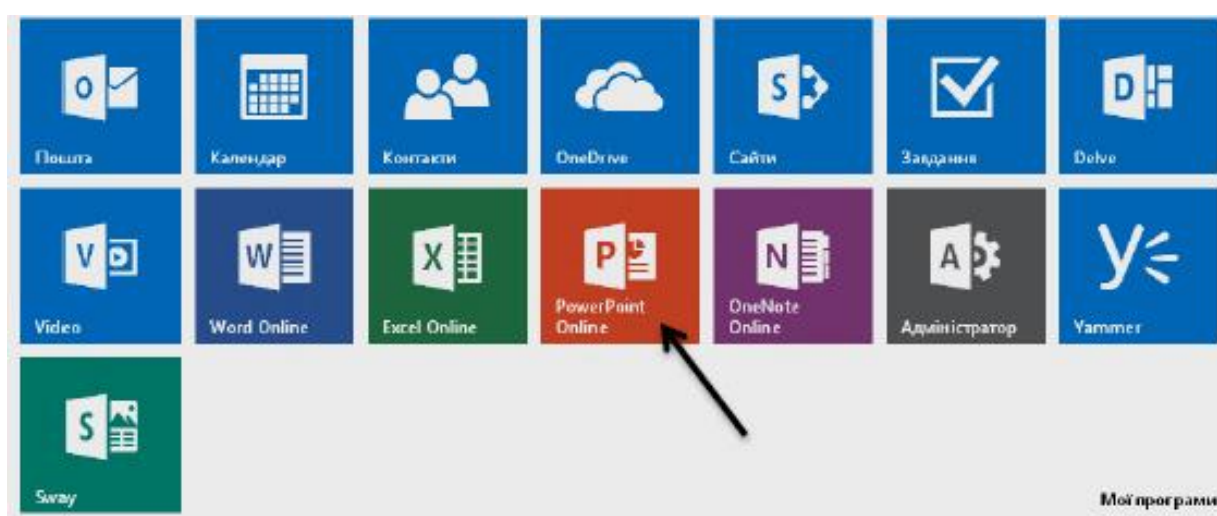 Пошта
Календар
Контакти
OneDrive
Сайти
Завдання
Delve
Video
Word Online
Excel Online
PowerPoint
Online
OneNote
Online
Адміністратор
Yammer
Sway
Мої програми